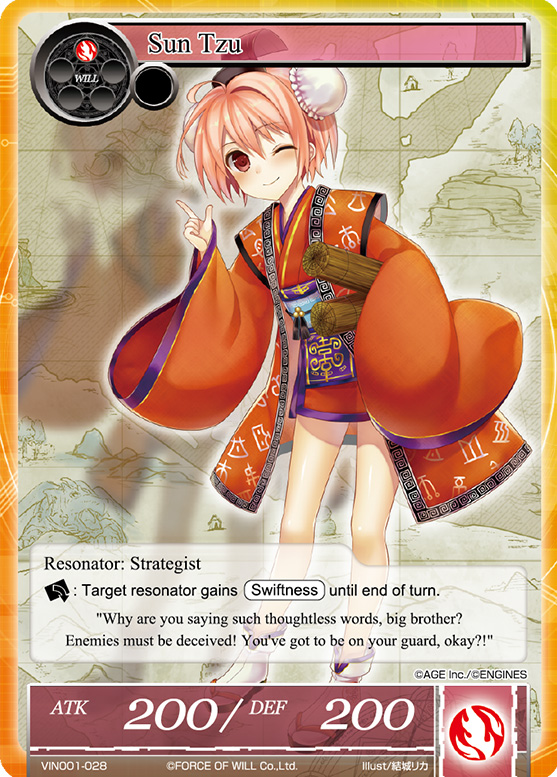 Sun Tzu
WILL
Resonator: Strategist
: Target resonator gains Swiftness until end of turn.
"Why are you saying such thoughtless words, big brother?
Enemies must be deceived! You've got to be on your guard, okay?!"
©AGE Inc./©ENGINES
ATK 200 / DEF 200
VIN001-028 ©FORCE OF WILL Co.,Ltd. Illust/結城リカ